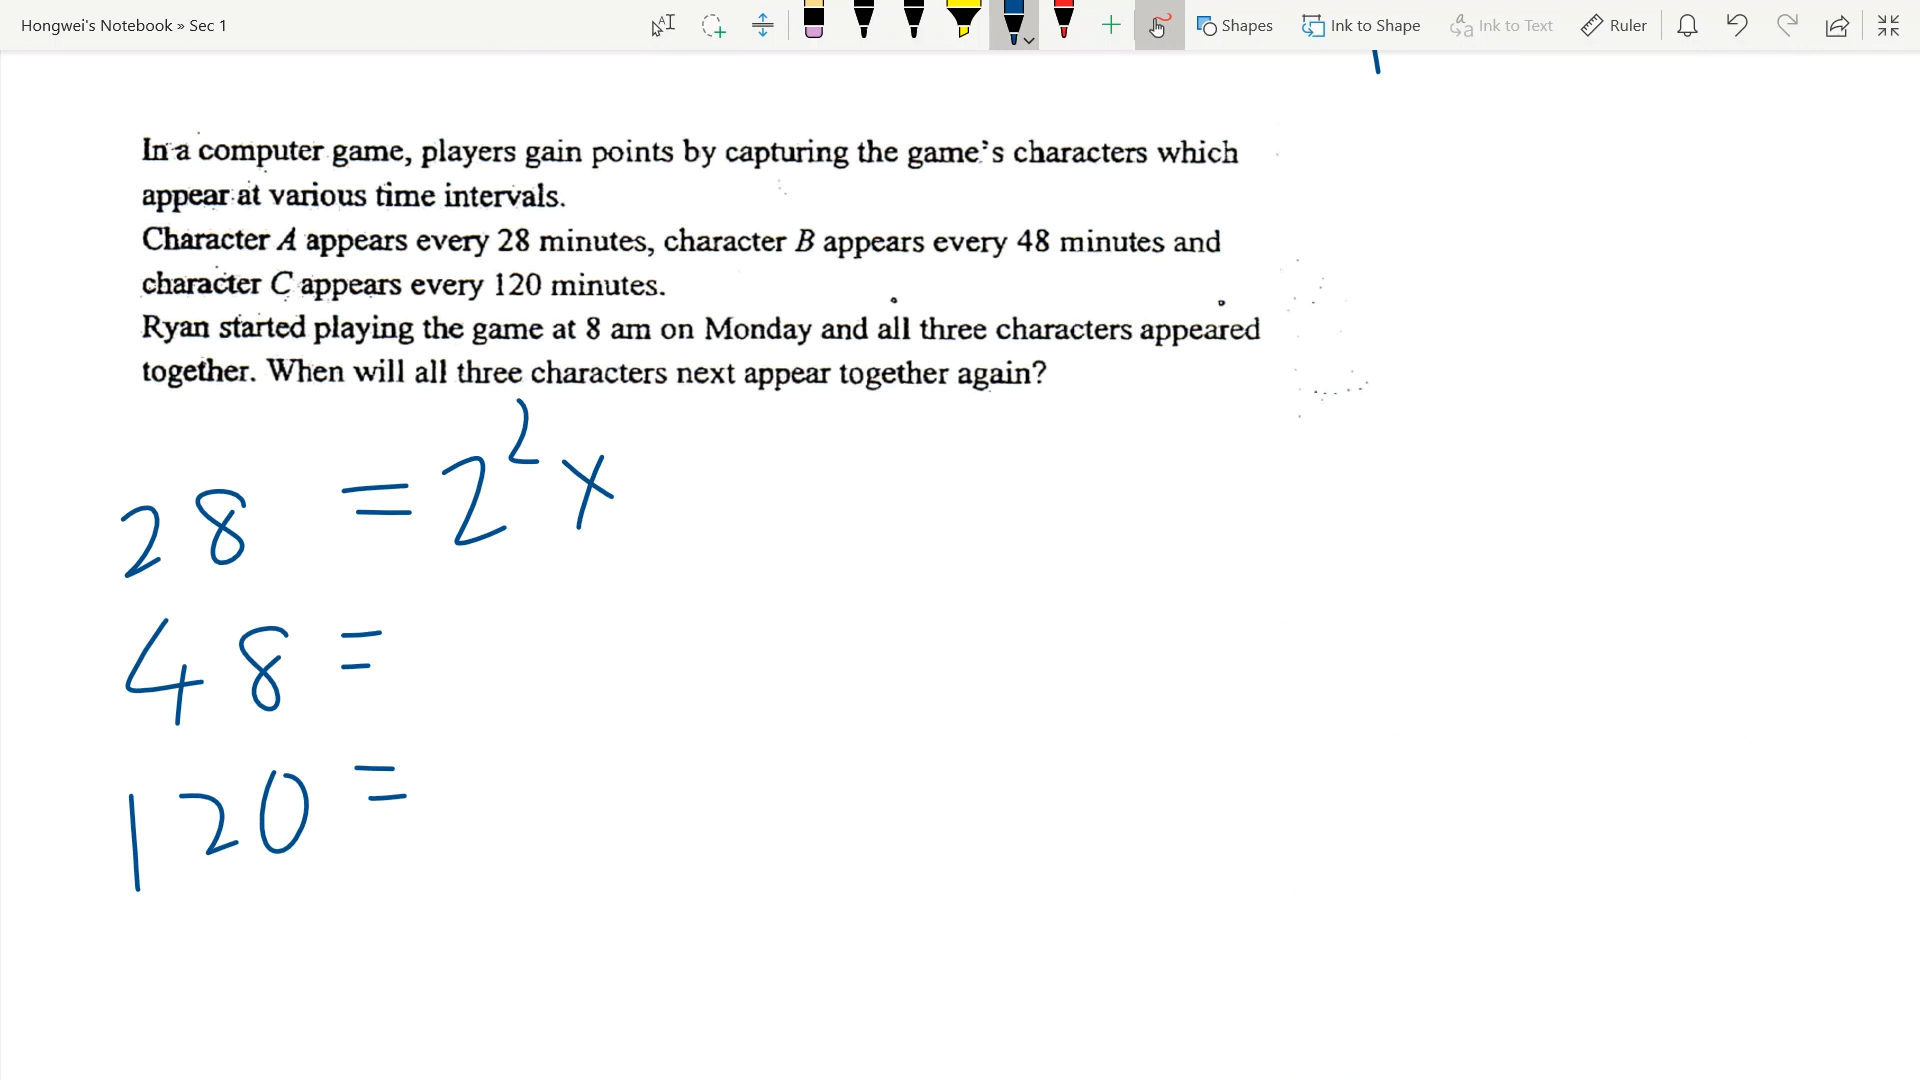 Hongwei's Notebook » Sec 1
Shapes
Ink to Shape
Ink to Text
Ruler
In a computer game, players gain points by capturing the game's characters which
appear at various time intervals.
Character A appears every 28 minutes, character B appears every 48 minutes and
character C appears every 120 minutes.
Ryan started playing the game at 8 am on Monday and all three characters appeared
together. When will all three characters next appear together again?
28 = 2² x
48 =
120 =